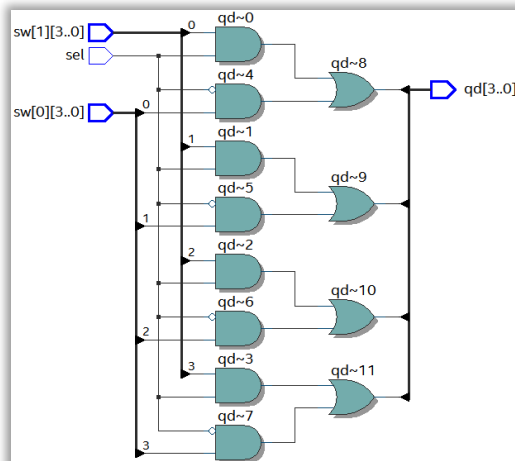 sw[1][3..0]
sel
sw[0][3..0]
qd[3..0]
0
qd~0
qd~8
0
qd~4
1
qd~1
qd~9
1
qd~5
2
qd~2
qd~10
2
qd~6
3
qd~3
qd~11
3
qd~7